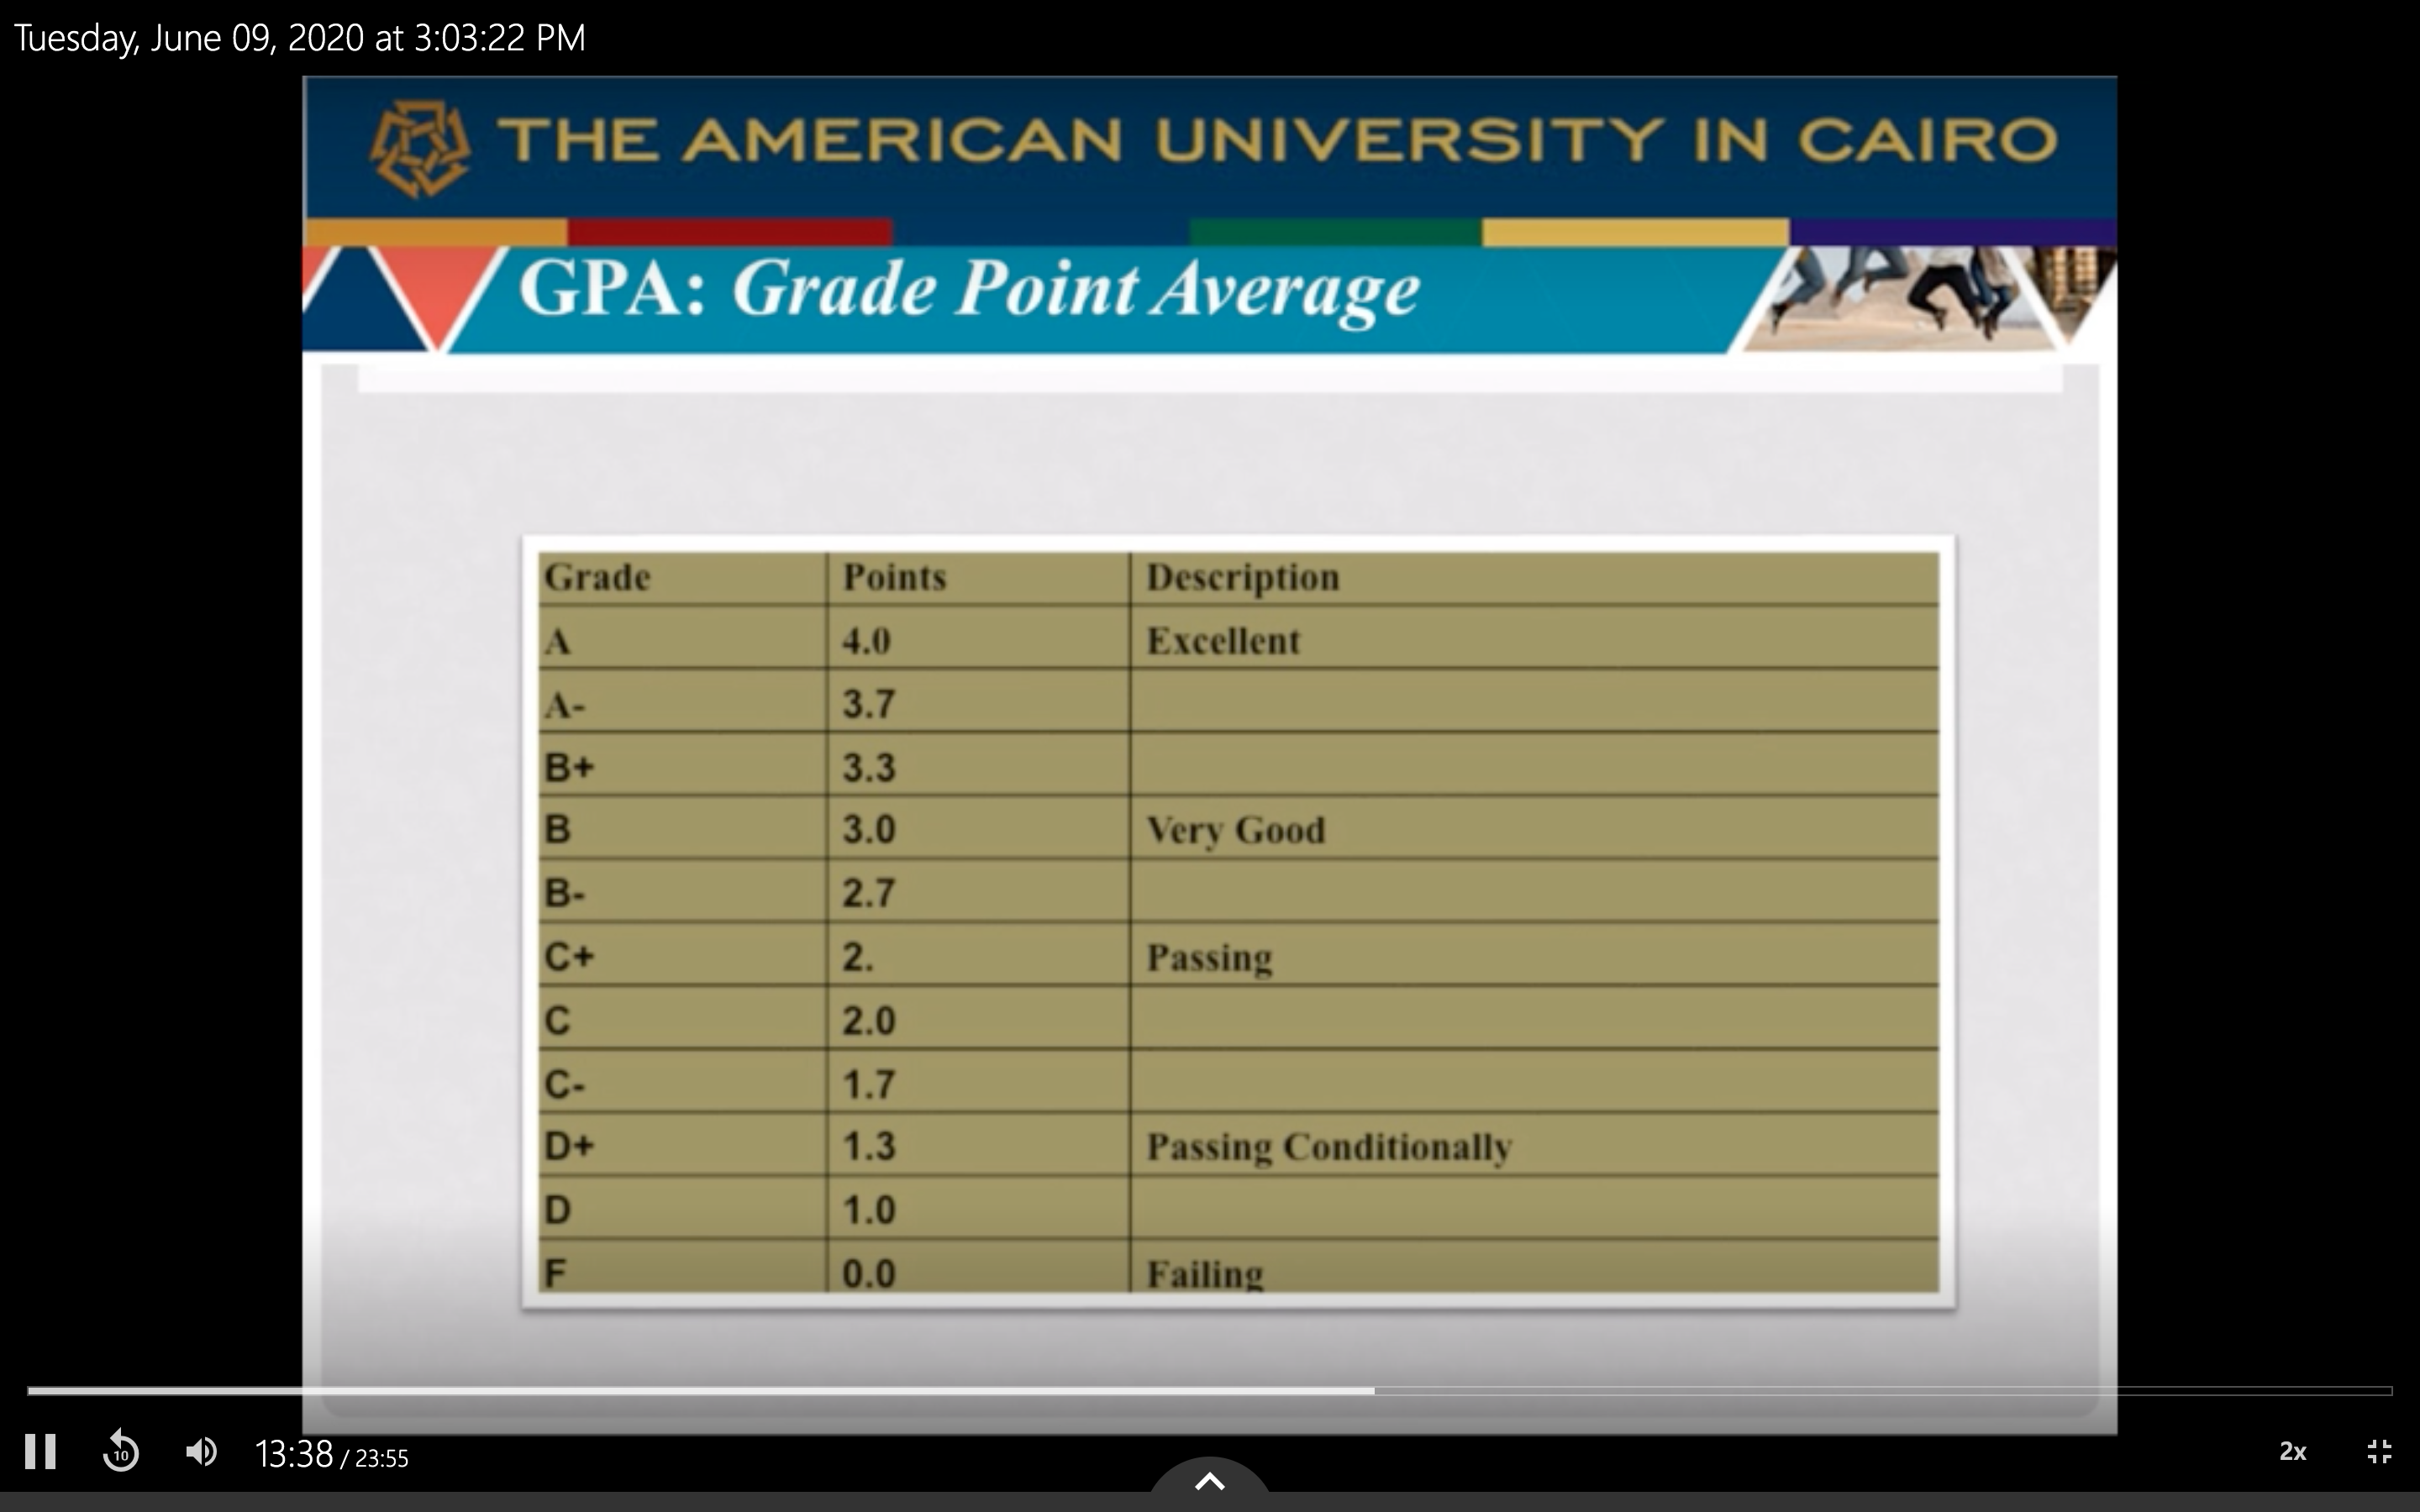 Tuesday, June 09, 2020 at 3:03:22 PM
THE AMERICAN UNIVERSITY IN CAIRO
GPA: Grade Point Average
Grade Points Description
A 4.0 Excellent
A- 3.7
B+ 3.3
B 3.0 Very Good
B- 2.7
C+ 2. Passing
C 2.0
C- 1.7
D+ 1.3 Passing Conditionally
D 1.0
F 0.0 Failing
10
13:38 / 23:55
2x